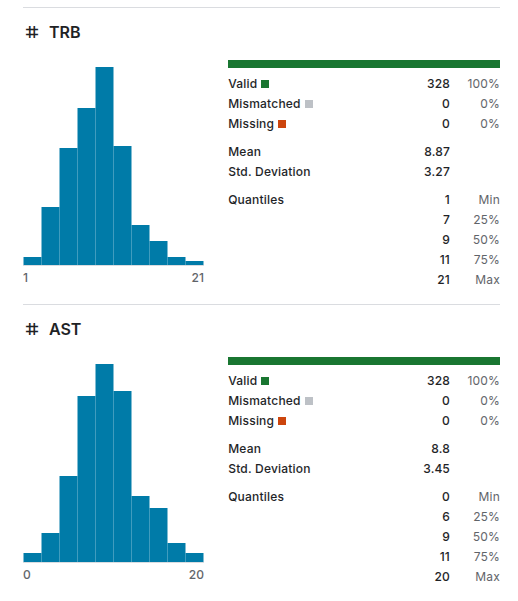 # TRB
Valid 328 100%
Mismatched 0 0%
Missing 0 0%
Mean 8.87
Std. Deviation 3.27
Quantiles 1 Min
7 25%
9 50%
11 75%
21 Max
1 21
# AST
Valid 328 100%
Mismatched 0 0%
Missing 0 0%
Mean 8.8
Std. Deviation 3.45
Quantiles 0 Min
6 25%
9 50%
11 75%
20 Max
0 20